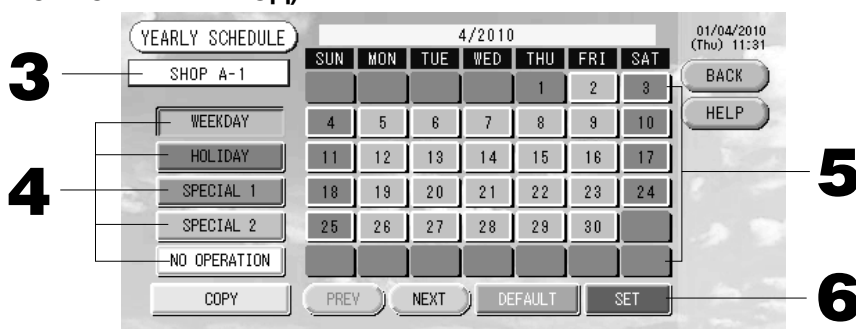 YEARLY SCHEDULE
4/2010
01/04/2010
(Thu) 11:31
3
SHOP A-1
SUN MON TUE WED THU FRI SAT
BACK
1 2 3
HELP
WEEKDAY
4 5 6 7 8 9 10
HOLIDAY
11 12 13 14 15 16 17
5
4
SPECIAL 1
18 19 20 21 22 23 24
SPECIAL 2
25 26 27 28 29 30
NO OPERATION
COPY
PREV
NEXT
DEFAULT
SET
6